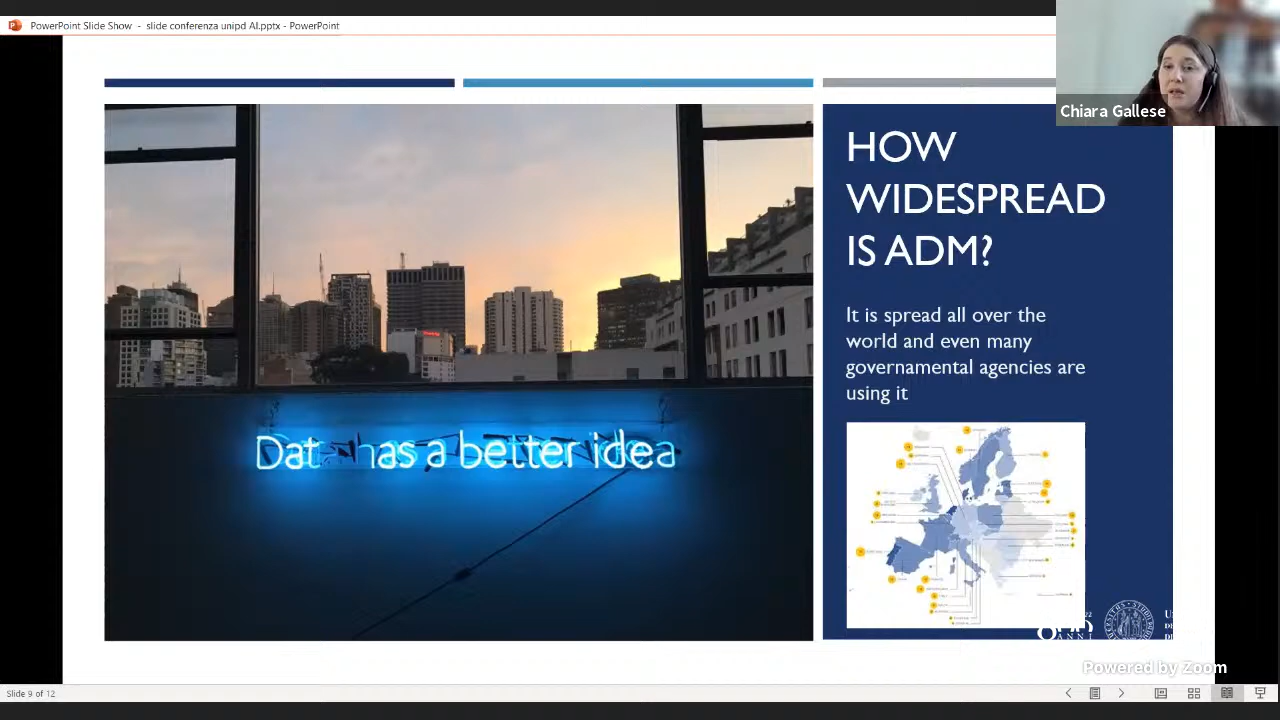 PowerPoint Slide Show - slide conferenza unipd AI.pptx - PowerPoint
Chiara Gallese
HOW
WIDESPREAD
IS ADM?
It is spread all over the
world and even many
governamental agencies are
using it
Dat has a better idea
ANNI
Powered by Zoom
Slide 9 of 12